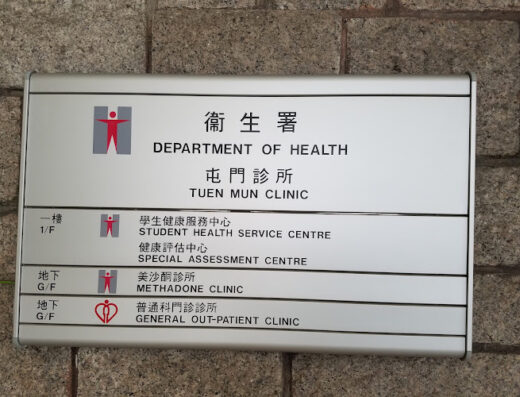 衞生署
DEPARTMENT OF HEALTH
屯門診所
TUEN MUN CLINIC
一樓 學生健康服務中心
1/F STUDENT HEALTH SERVICE CENTRE
健康評估中心
SPECIAL ASSESSMENT CENTRE
地下 美沙酮診所
G/F METHADONE CLINIC
地下 普通科門診診所
G/F GENERAL OUT-PATIENT CLINIC